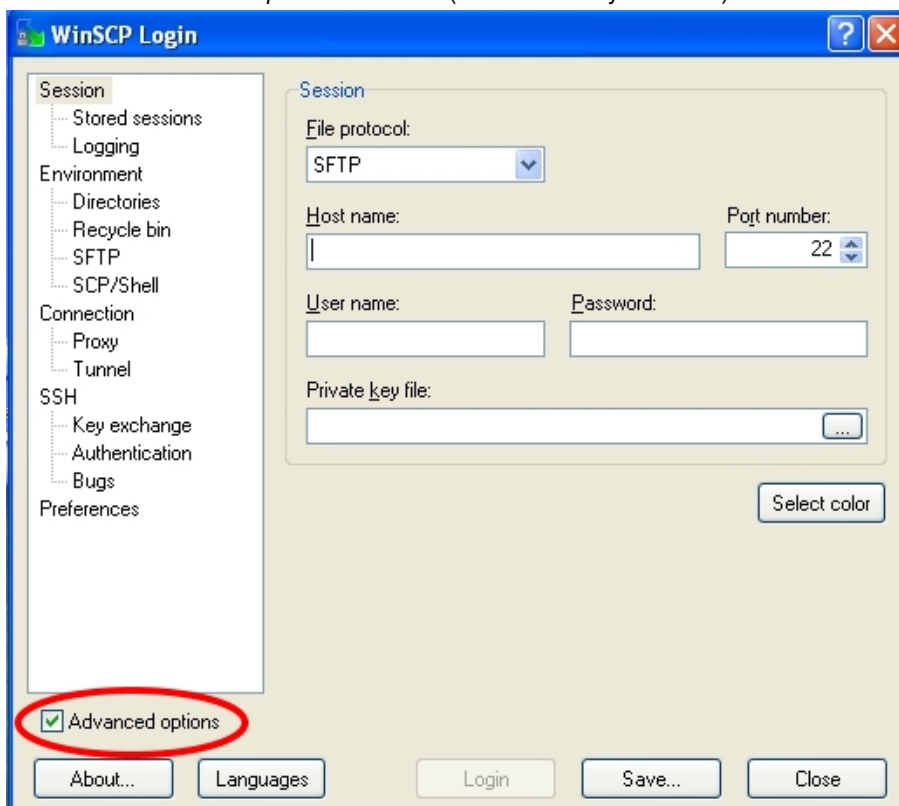 WinSCP Login
Session
Stored sessions
Logging
Environment
Directories
Recycle bin
SFTP
SCP/Shell
Connection
Proxy
Tunnel
SSH
Key exchange
Authentication
Bugs
Preferences
Advanced options
Session
File protocol:
SFTP
Host name:
Port number:
22
User name:
Password:
Private key file:
...
Select color
About...
Languages
Login
Save...
Close